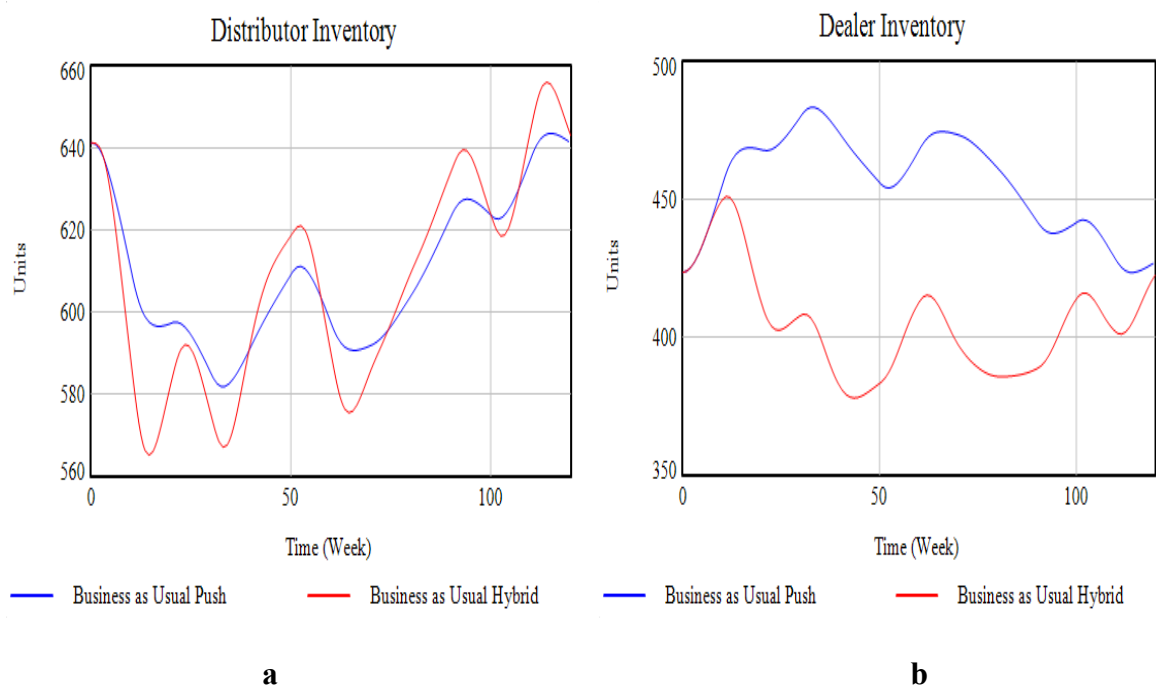 Distributor Inventory
660
640
620
600
580
560
Units
0
50
100
Time (Week)
Business as Usual Push
Business as Usual Hybrid
a
Dealer Inventory
500
450
400
350
Units
0
50
100
Time (Week)
Business as Usual Push
Business as Usual Hybrid
b